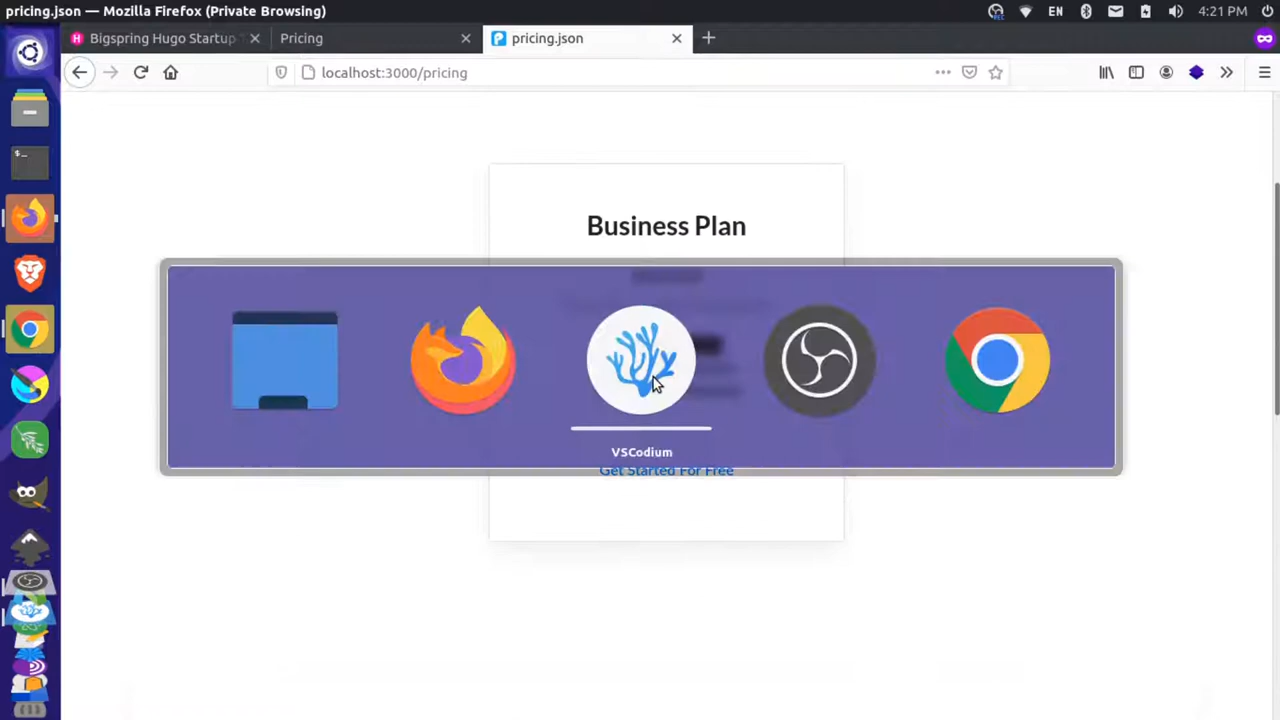 pricing.json — Mozilla Firefox (Private Browsing)
REC
EN
4:21 PM
Bigspring Hugo Startup
Pricing
pricing.json
localhost:3000/pricing
Business Plan
VSCodium
Get Started For Free